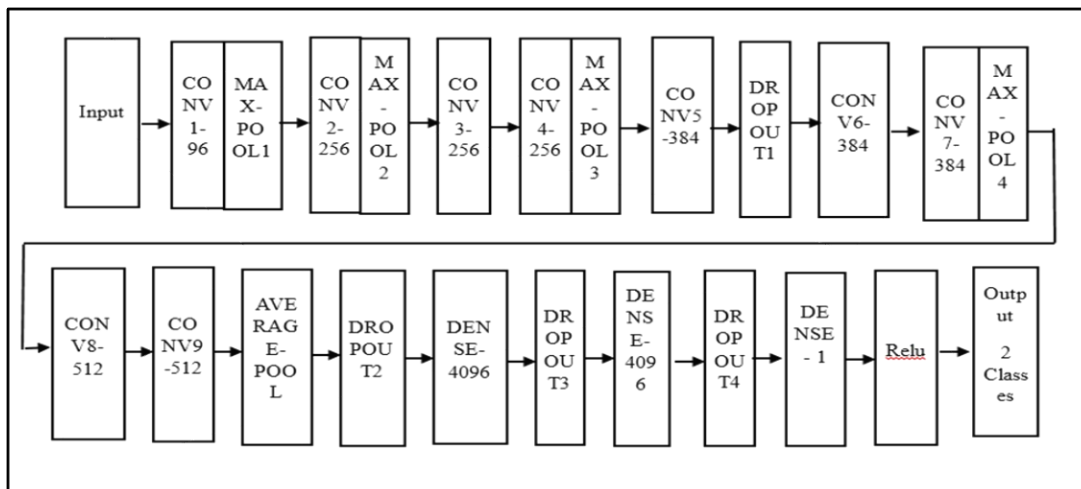 Input
CO
NV
1-
96
MA
X-
PO
OL1
CO
NV
2-
256
M
AX
-
PO
OL
2
CO
NV
3-
256
CO
NV
4-
256
M
AX
-
PO
OL
3
CO
NV5
-384
DR
OP
OU
T1
CON
V6-
384
CO
NV
7-
384
M
AX
-
PO
OL
4
CON
V8-
512
CO
NV9
-512
AVE
RAG
E-
POO
L
DRO
POU
T2
DEN
SE-
4096
DR
OP
OU
T3
DE
NS
E-
409
6
DR
OP
OU
T4
DE
NSE
- 1
Relu
Outp
ut
2
Class
es